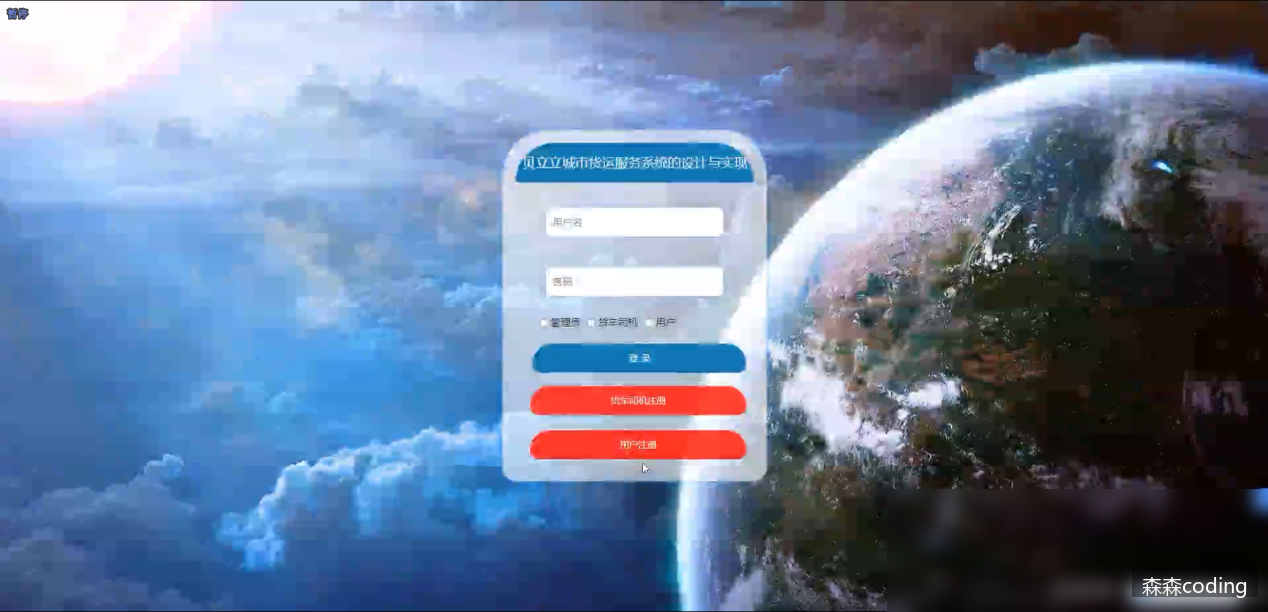 暂停
贝立立城市货运服务系统的设计与实现
用户名
密码
管理员 货车司机 用户
登录
货车司机注册
用户注册
森森coding